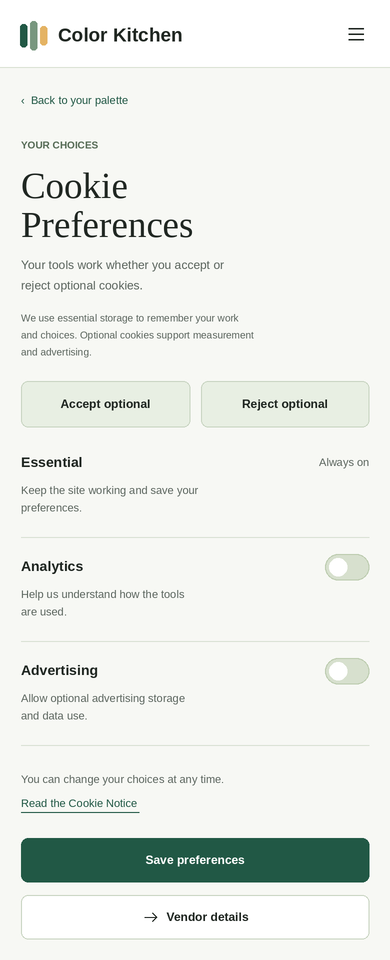 Color Kitchen
‹ Back to your palette
YOUR CHOICES
Cookie
Preferences
Your tools work whether you accept or
reject optional cookies.
We use essential storage to remember your work
and choices. Optional cookies support measurement
and advertising.
Accept optional
Reject optional
Essential
Always on
Keep the site working and save your
preferences.
Analytics
Help us understand how the tools
are used.
Advertising
Allow optional advertising storage
and data use.
You can change your choices at any time.
Read the Cookie Notice
Save preferences
Vendor details